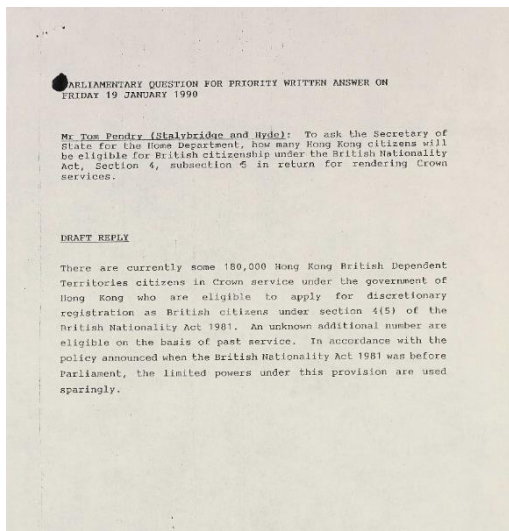 PARLIAMENTARY QUESTION FOR PRIORITY WRITTEN ANSWER ON
FRIDAY 19 JANUARY 1990
Mr Tom Pendry (Stalybridge and Hyde): To ask the Secretary of
State for the Home Department, how many Hong Kong citizens will
be eligible for British citizenship under the British Nationality
Act, Section 4, subsection 5 in return for rendering Crown
services.
DRAFT REPLY
There are currently some 180,000 Hong Kong British Dependent
Territories citizens in Crown service under the government of
Hong Kong who are eligible to apply for discretionary
registration as British citizens under section 4(5) of the
British Nationality Act 1981. An unknown additional number are
eligible on the basis of past service. In accordance with the
policy announced when the British Nationality Act 1981 was before
Parliament, the limited powers under this provision are used
sparingly.